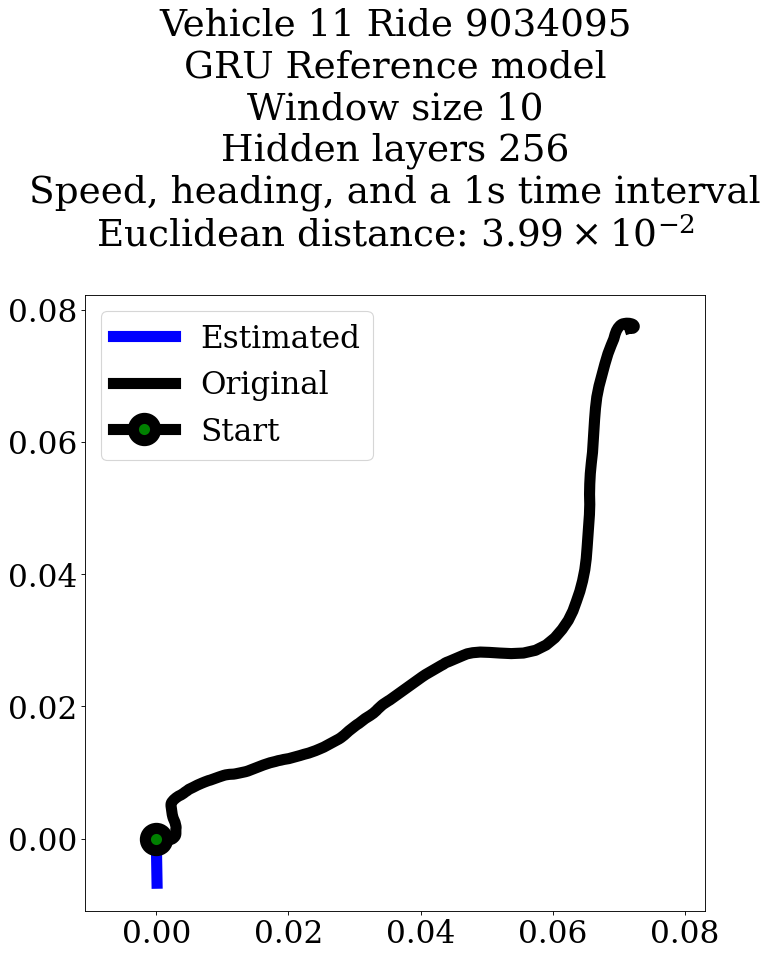 Vehicle 11 Ride 9034095
GRU Reference model
Window size 10
Hidden layers 256
Speed, heading, and a 1s time interval
Euclidean distance: 3.99 × 10⁻²
Estimated
Original
Start
0.08
0.06
0.04
0.02
0.00
0.00 0.02 0.04 0.06 0.08